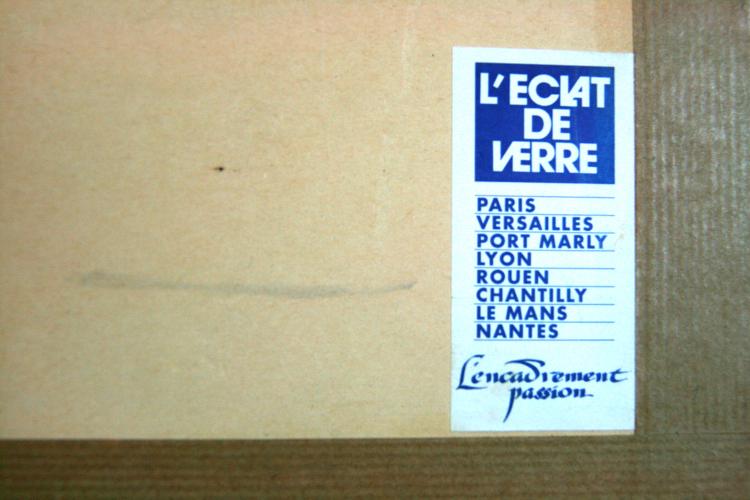 L'ECLAT
DE
VERRE
PARIS
VERSAILLES
PORT MARLY
LYON
ROUEN
CHANTILLY
LE MANS
NANTES
L'encadrement
passion